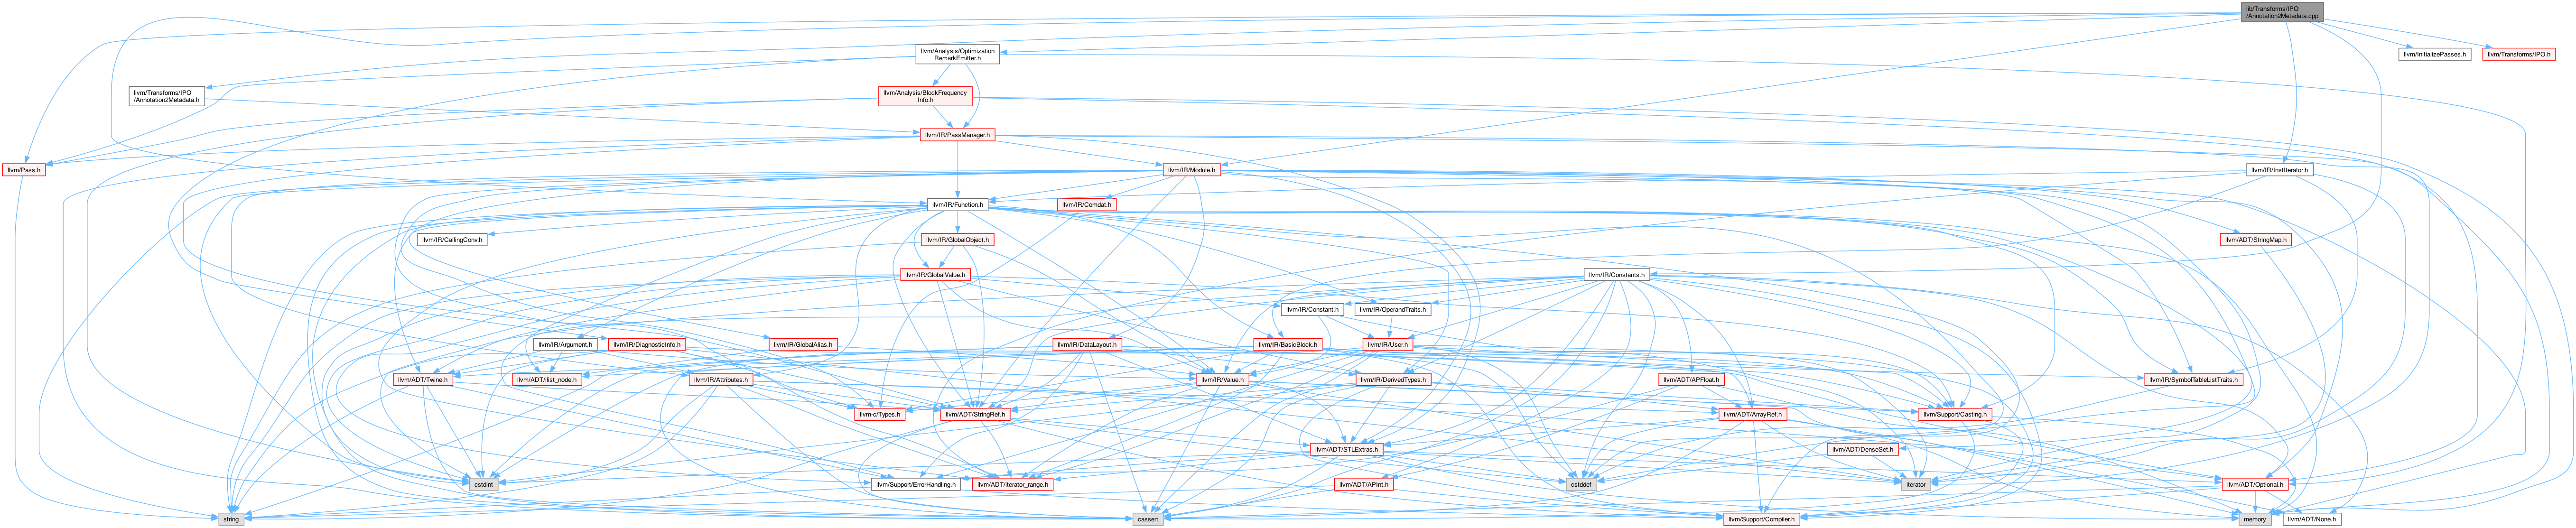 lib/Transforms/IPO
/Annotation2Metadata.cpp
llvm/Analysis/Optimization
RemarkEmitter.h
llvm/InitializePasses.h
llvm/Transforms/IPO.h
llvm/Transforms/IPO
/Annotation2Metadata.h
llvm/Analysis/BlockFrequency
Info.h
llvm/IR/PassManager.h
llvm/Pass.h
llvm/IR/Module.h
llvm/IR/InstIterator.h
llvm/IR/Function.h
llvm/IR/Comdat.h
llvm/IR/CallingConv.h
llvm/IR/GlobalObject.h
llvm/ADT/StringMap.h
llvm/IR/GlobalValue.h
llvm/IR/Constants.h
llvm/IR/Constant.h
llvm/IR/OperandTraits.h
llvm/IR/Argument.h
llvm/IR/DiagnosticInfo.h
llvm/IR/GlobalAlias.h
llvm/IR/DataLayout.h
llvm/IR/BasicBlock.h
llvm/IR/User.h
llvm/ADT/Twine.h
llvm/ADT/ilist_node.h
llvm/IR/Attributes.h
llvm/IR/Value.h
llvm/IR/DerivedTypes.h
llvm/ADT/APFloat.h
llvm/IR/SymbolTableListTraits.h
llvm-c/Types.h
llvm/ADT/StringRef.h
llvm/ADT/ArrayRef.h
llvm/Support/Casting.h
llvm/ADT/STLExtras.h
llvm/ADT/DenseSet.h
cstdint
llvm/Support/ErrorHandling.h
llvm/ADT/iterator_range.h
llvm/ADT/APInt.h
cstddef
iterator
llvm/ADT/Optional.h
string
cassert
llvm/Support/Compiler.h
memory
llvm/ADT/None.h